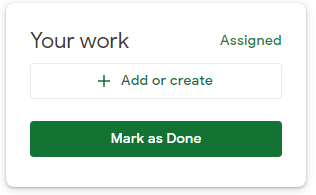 Your work Assigned
+ Add or create
Mark as Done